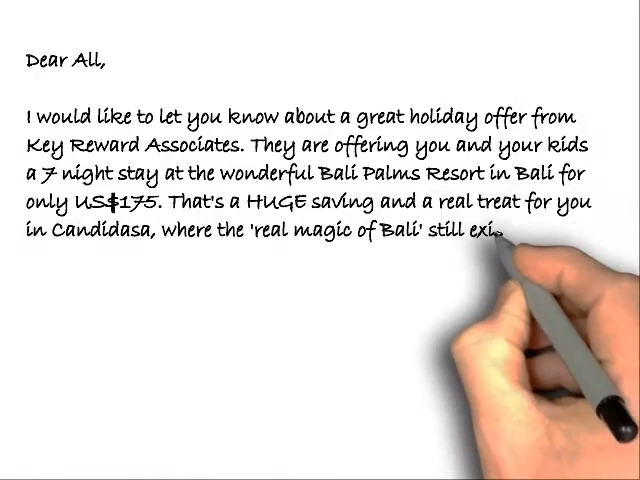 Dear All,
I would like to let you know about a great holiday offer from
Key Reward Associates. They are offering you and your kids
a 7 night stay at the wonderful Bali Palms Resort in Bali for
only US$175. That's a HUGE saving and a real treat for you
in Candidasa, where the 'real magic of Bali' still